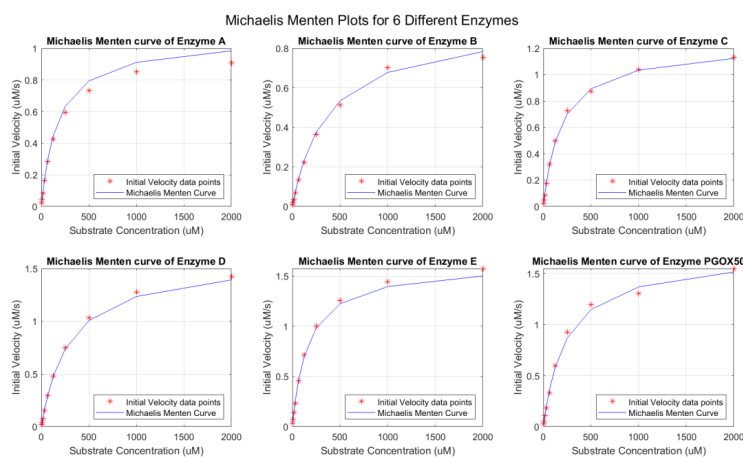 Michaelis Menten Plots for 6 Different Enzymes
Michaelis Menten curve of Enzyme A
Initial Velocity (uM/s)
1
0.8
0.6
0.4
0.2
0
0
500
1000
1500
2000
Substrate Concentration (uM)
Initial Velocity data points
Michaelis Menten Curve
Michaelis Menten curve of Enzyme B
Initial Velocity (uM/s)
0.8
0.6
0.4
0.2
0
0
500
1000
1500
2000
Substrate Concentration (uM)
Initial Velocity data points
Michaelis Menten Curve
Michaelis Menten curve of Enzyme C
Initial Velocity (uM/s)
1.2
1
0.8
0.6
0.4
0.2
0
0
500
1000
1500
2000
Substrate Concentration (uM)
Initial Velocity data points
Michaelis Menten Curve
Michaelis Menten curve of Enzyme D
Initial Velocity (uM/s)
1.5
1
0.5
0
0
500
1000
1500
2000
Substrate Concentration (uM)
Initial Velocity data points
Michaelis Menten Curve
Michaelis Menten curve of Enzyme E
Initial Velocity (uM/s)
1.5
1
0.5
0
0
500
1000
1500
2000
Substrate Concentration (uM)
Initial Velocity data points
Michaelis Menten Curve
Michaelis Menten curve of Enzyme PGOX50
Initial Velocity (uM/s)
1.5
1
0.5
0
0
500
1000
1500
2000
Substrate Concentration (uM)
Initial Velocity data points
Michaelis Menten Curve